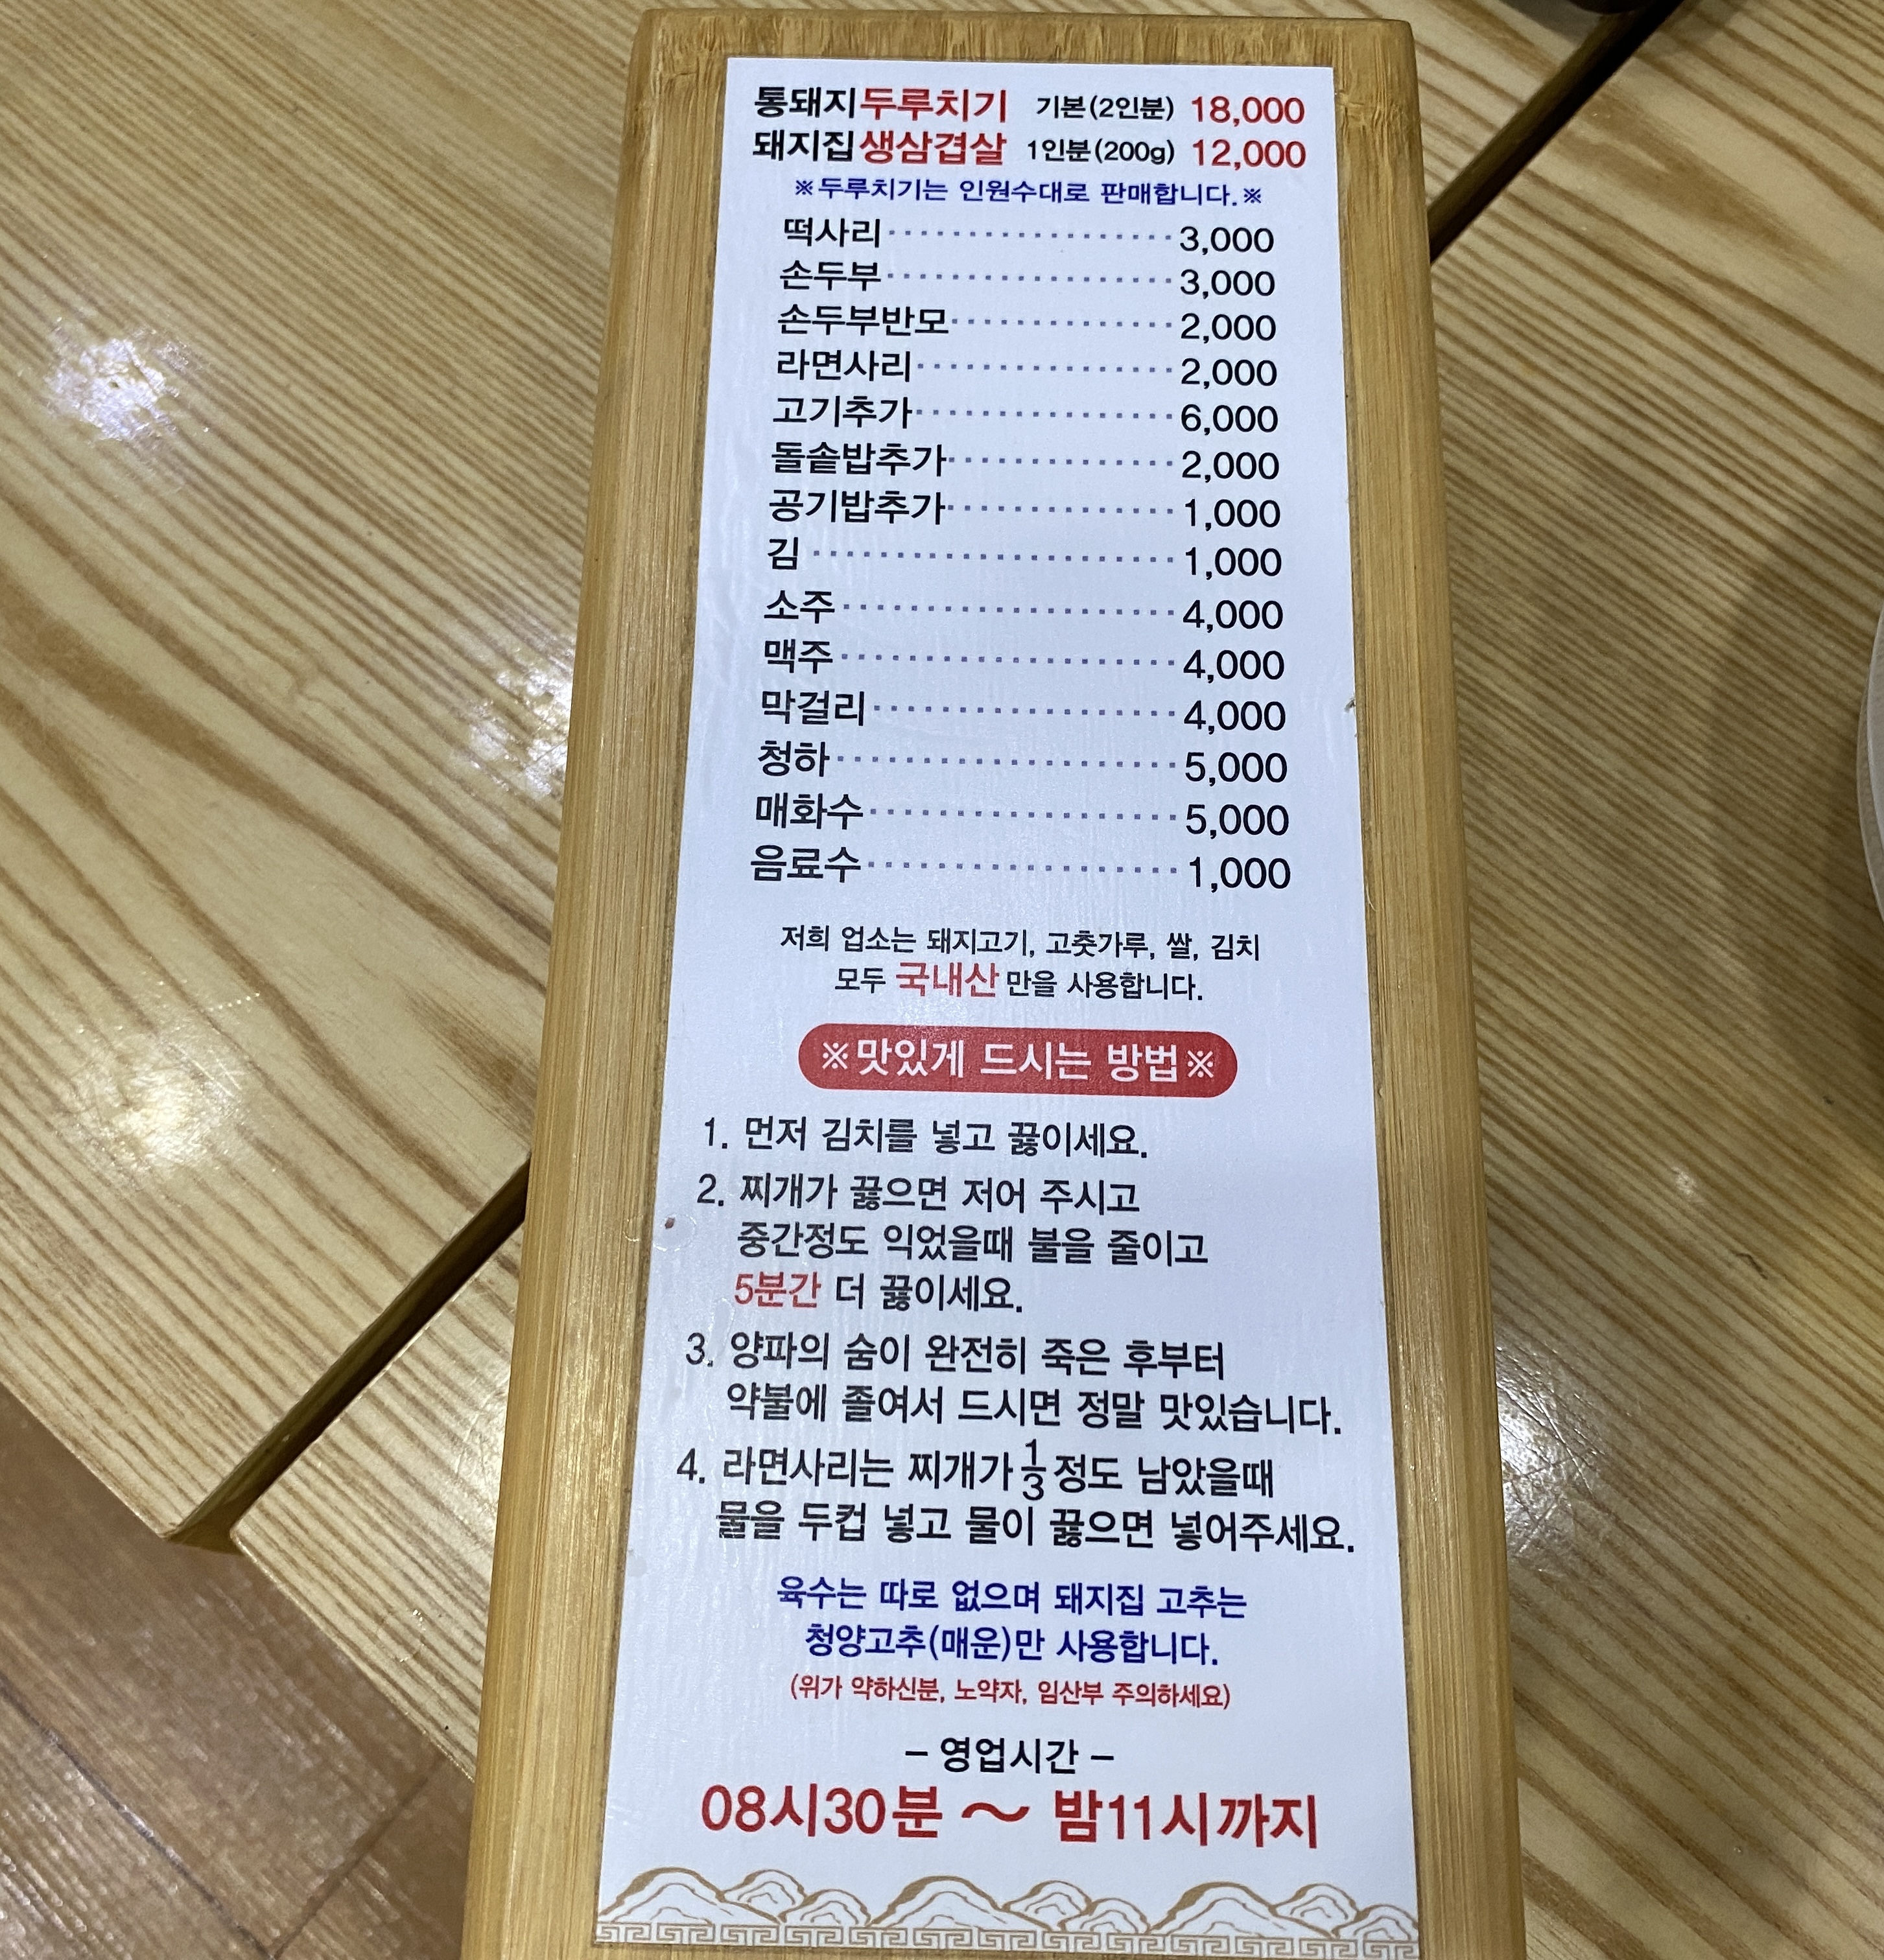 통돼지두루치기 기본(2인분) 18,000
돼지집생삼겹살 1인분(200g) 12,000
※두루치기는 인원수대로 판매합니다.※
떡사리 3,000
손두부 3,000
손두부반모 2,000
라면사리 2,000
고기추가 6,000
돌솥밥추가 2,000
공기밥추가 1,000
김 1,000
소주 4,000
맥주 4,000
막걸리 4,000
청하 5,000
매화수 5,000
음료수 1,000
저희 업소는 돼지고기, 고춧가루, 쌀, 김치
모두 국내산 만을 사용합니다.
※맛있게 드시는 방법※
1. 먼저 김치를 넣고 끓이세요.
2. 찌개가 끓으면 저어 주시고
중간정도 익었을때 불을 줄이고
5분간 더 끓이세요.
3. 양파의 숨이 완전히 죽은 후부터
약불에 졸여서 드시면 정말 맛있습니다.
4. 라면사리는 찌개가 1/3 정도 남았을때
물을 두컵 넣고 물이 끓으면 넣어주세요.
육수는 따로 없으며 돼지집 고추는
청양고추(매운)만 사용합니다.
(위가 약하신분, 노약자, 임산부 주의하세요)
– 영업시간 –
08시30분 ～ 밤11시까지